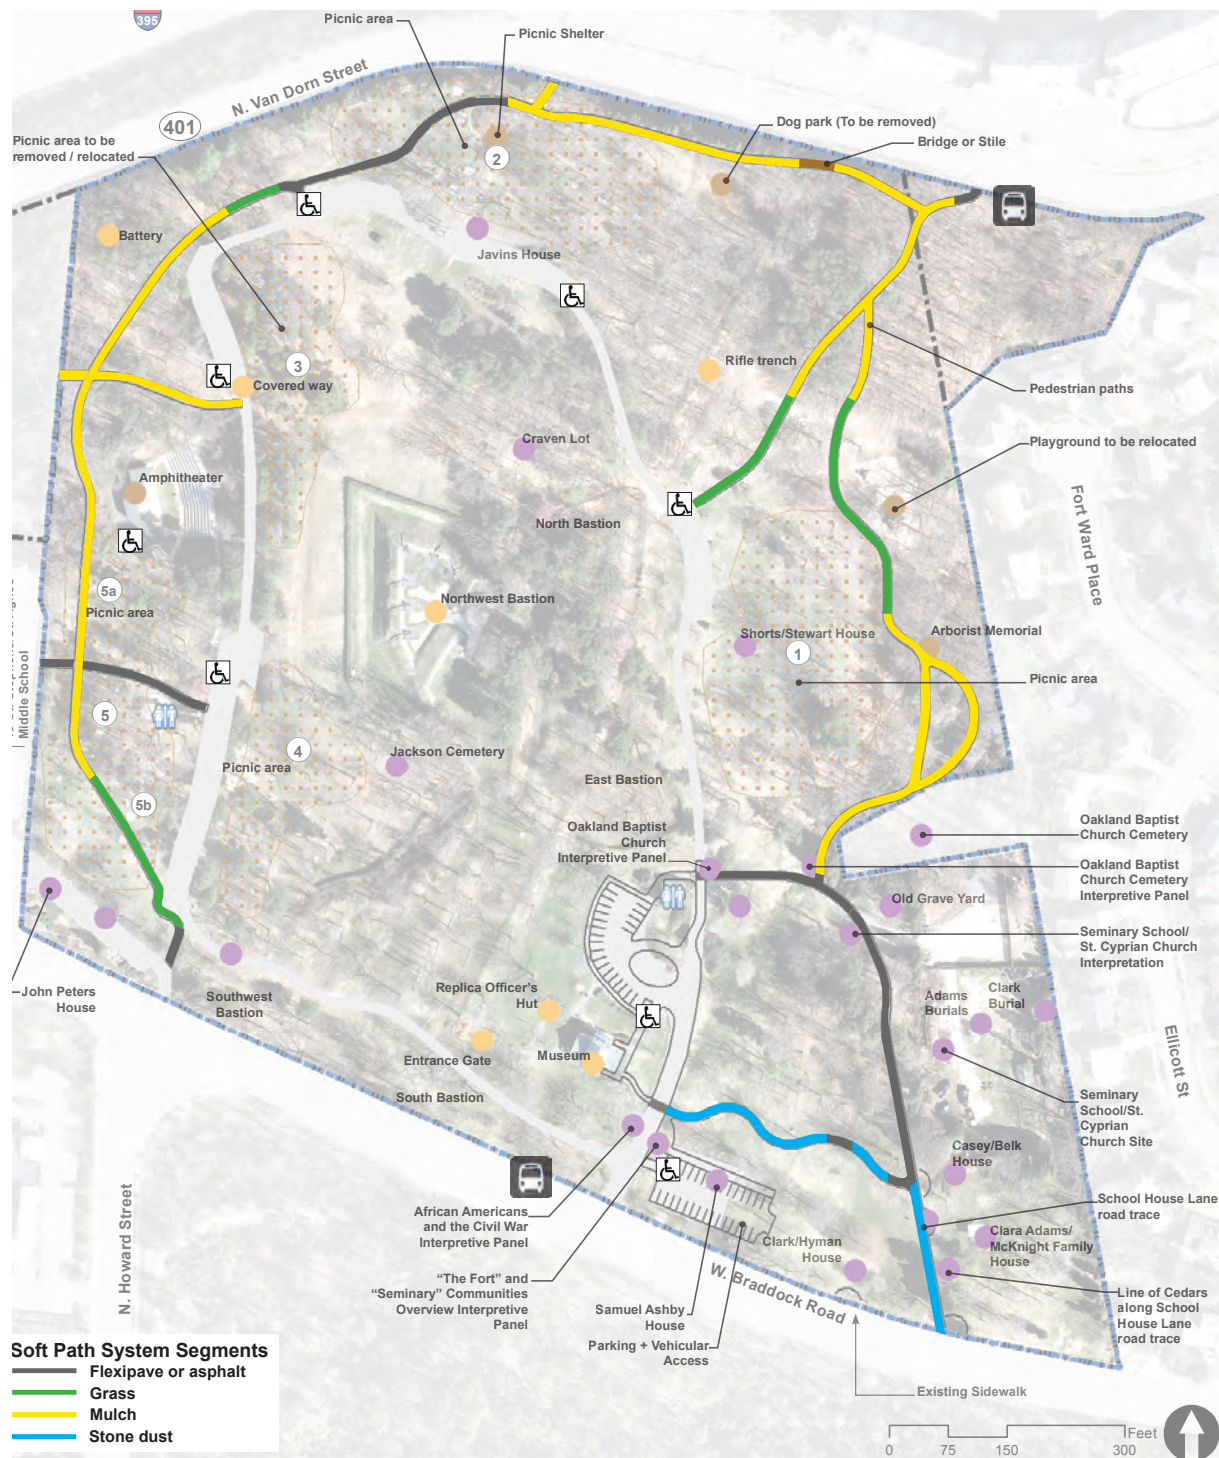 395
Picnic area
Picnic Shelter
N. Van Dorn Street
401
Dog park (To be removed)
Picnic area to be
removed / relocated
Bridge or Stile
2
Battery
Javins House
Rifle trench
3
Covered way
Pedestrian paths
Craven Lot
Playground to be relocated
Amphitheater
North Bastion
Fort Ward Place
5a
Picnic area
Northwest Bastion
Shorts/Stewart House
Arborist Memorial
1
Middle School
Picnic area
5
4
Jackson Cemetery
Picnic area
East Bastion
5b
Oakland Baptist
Church
Interpretive Panel
Oakland Baptist
Church Cemetery
Oakland Baptist
Church Cemetery
Interpretive Panel
Old Grave Yard
Seminary School/
St. Cyprian Church
Interpretation
John Peters
House
Southwest
Bastion
Replica Officer's
Hut
Adams
Burials
Clark
Burial
Entrance Gate
Museum
Ellicott St
South Bastion
Seminary
School/St.
Cyprian
Church Site
Casey/Belk
House
N. Howard Street
African Americans
and the Civil War
Interpretive Panel
School House Lane
road trace
Clark/Hyman
House
Clara Adams/
McKnight Family
House
"The Fort" and
"Seminary" Communities
Overview Interpretive
Panel
W. Braddock Road
Samuel Ashby
House
Parking + Vehicular
Access
Line of Cedars
along School
House Lane
road trace
Existing Sidewalk
Soft Path System Segments
Flexipave or asphalt
Grass
Mulch
Stone dust
Feet
0 75 150 300